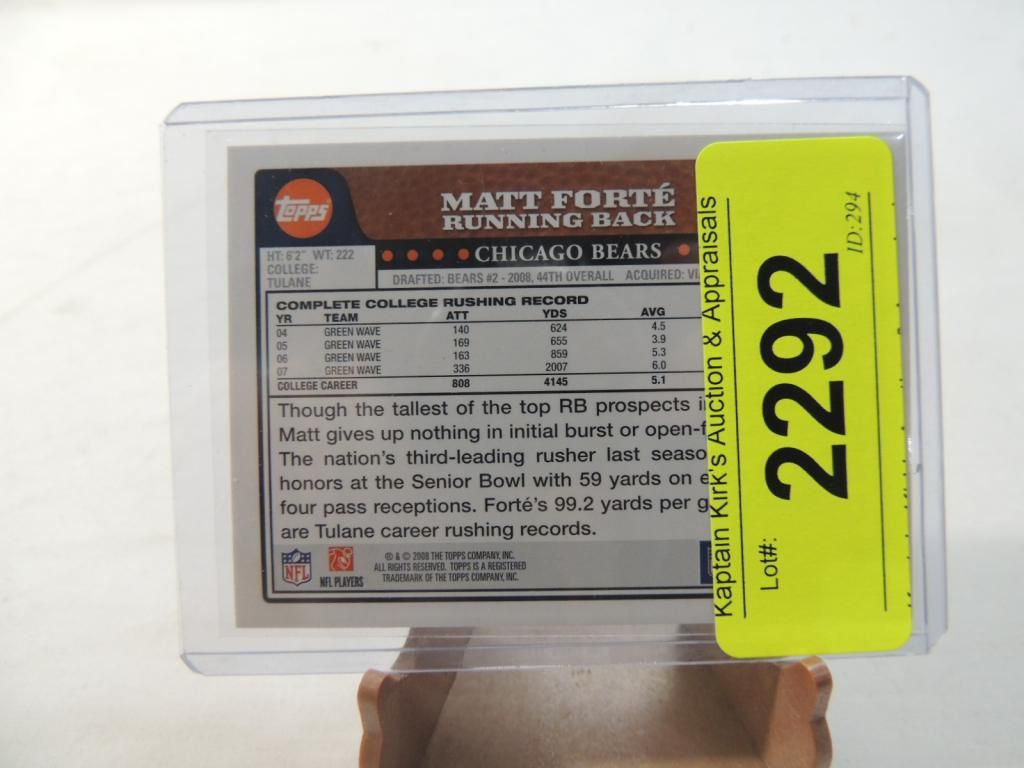 Topps
MATT FORTÉ
RUNNING BACK
CHICAGO BEARS
HT: 6'2" WT: 222
COLLEGE:
TULANE
DRAFTED: BEARS #2 - 2008, 44TH OVERALL ACQUIRED:
COMPLETE COLLEGE RUSHING RECORD
YR TEAM ATT YDS AVG
04 GREEN WAVE 140 624 4.5
05 GREEN WAVE 169 655 3.9
06 GREEN WAVE 163 859 5.3
07 GREEN WAVE 336 2007 6.0
COLLEGE CAREER 808 4145 5.1
Though the tallest of the top RB prospects
Matt gives up nothing in initial burst or
The nation's third-leading rusher last
honors at the Senior Bowl with 59 yards on
four pass receptions. Forté's 99.2 yards per
are Tulane career rushing records.
NFL
NFL PLAYERS
® & © 2008 THE TOPPS COMPANY, INC.
ALL RIGHTS RESERVED. TOPPS IS A REGISTERED
TRADEMARK OF THE TOPPS COMPANY, INC.
Kaptain Kirk's Auction & Appraisals
Lot#:
2292
ID:294